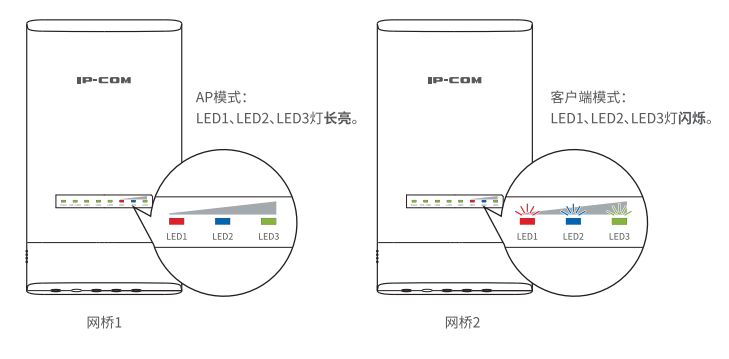 IP-COM
AP模式：
LED1、LED2、LED3灯长亮。
LED1 LED2 LED3
网桥1
IP-COM
客户端模式：
LED1、LED2、LED3灯闪烁。
LED1 LED2 LED3
网桥2